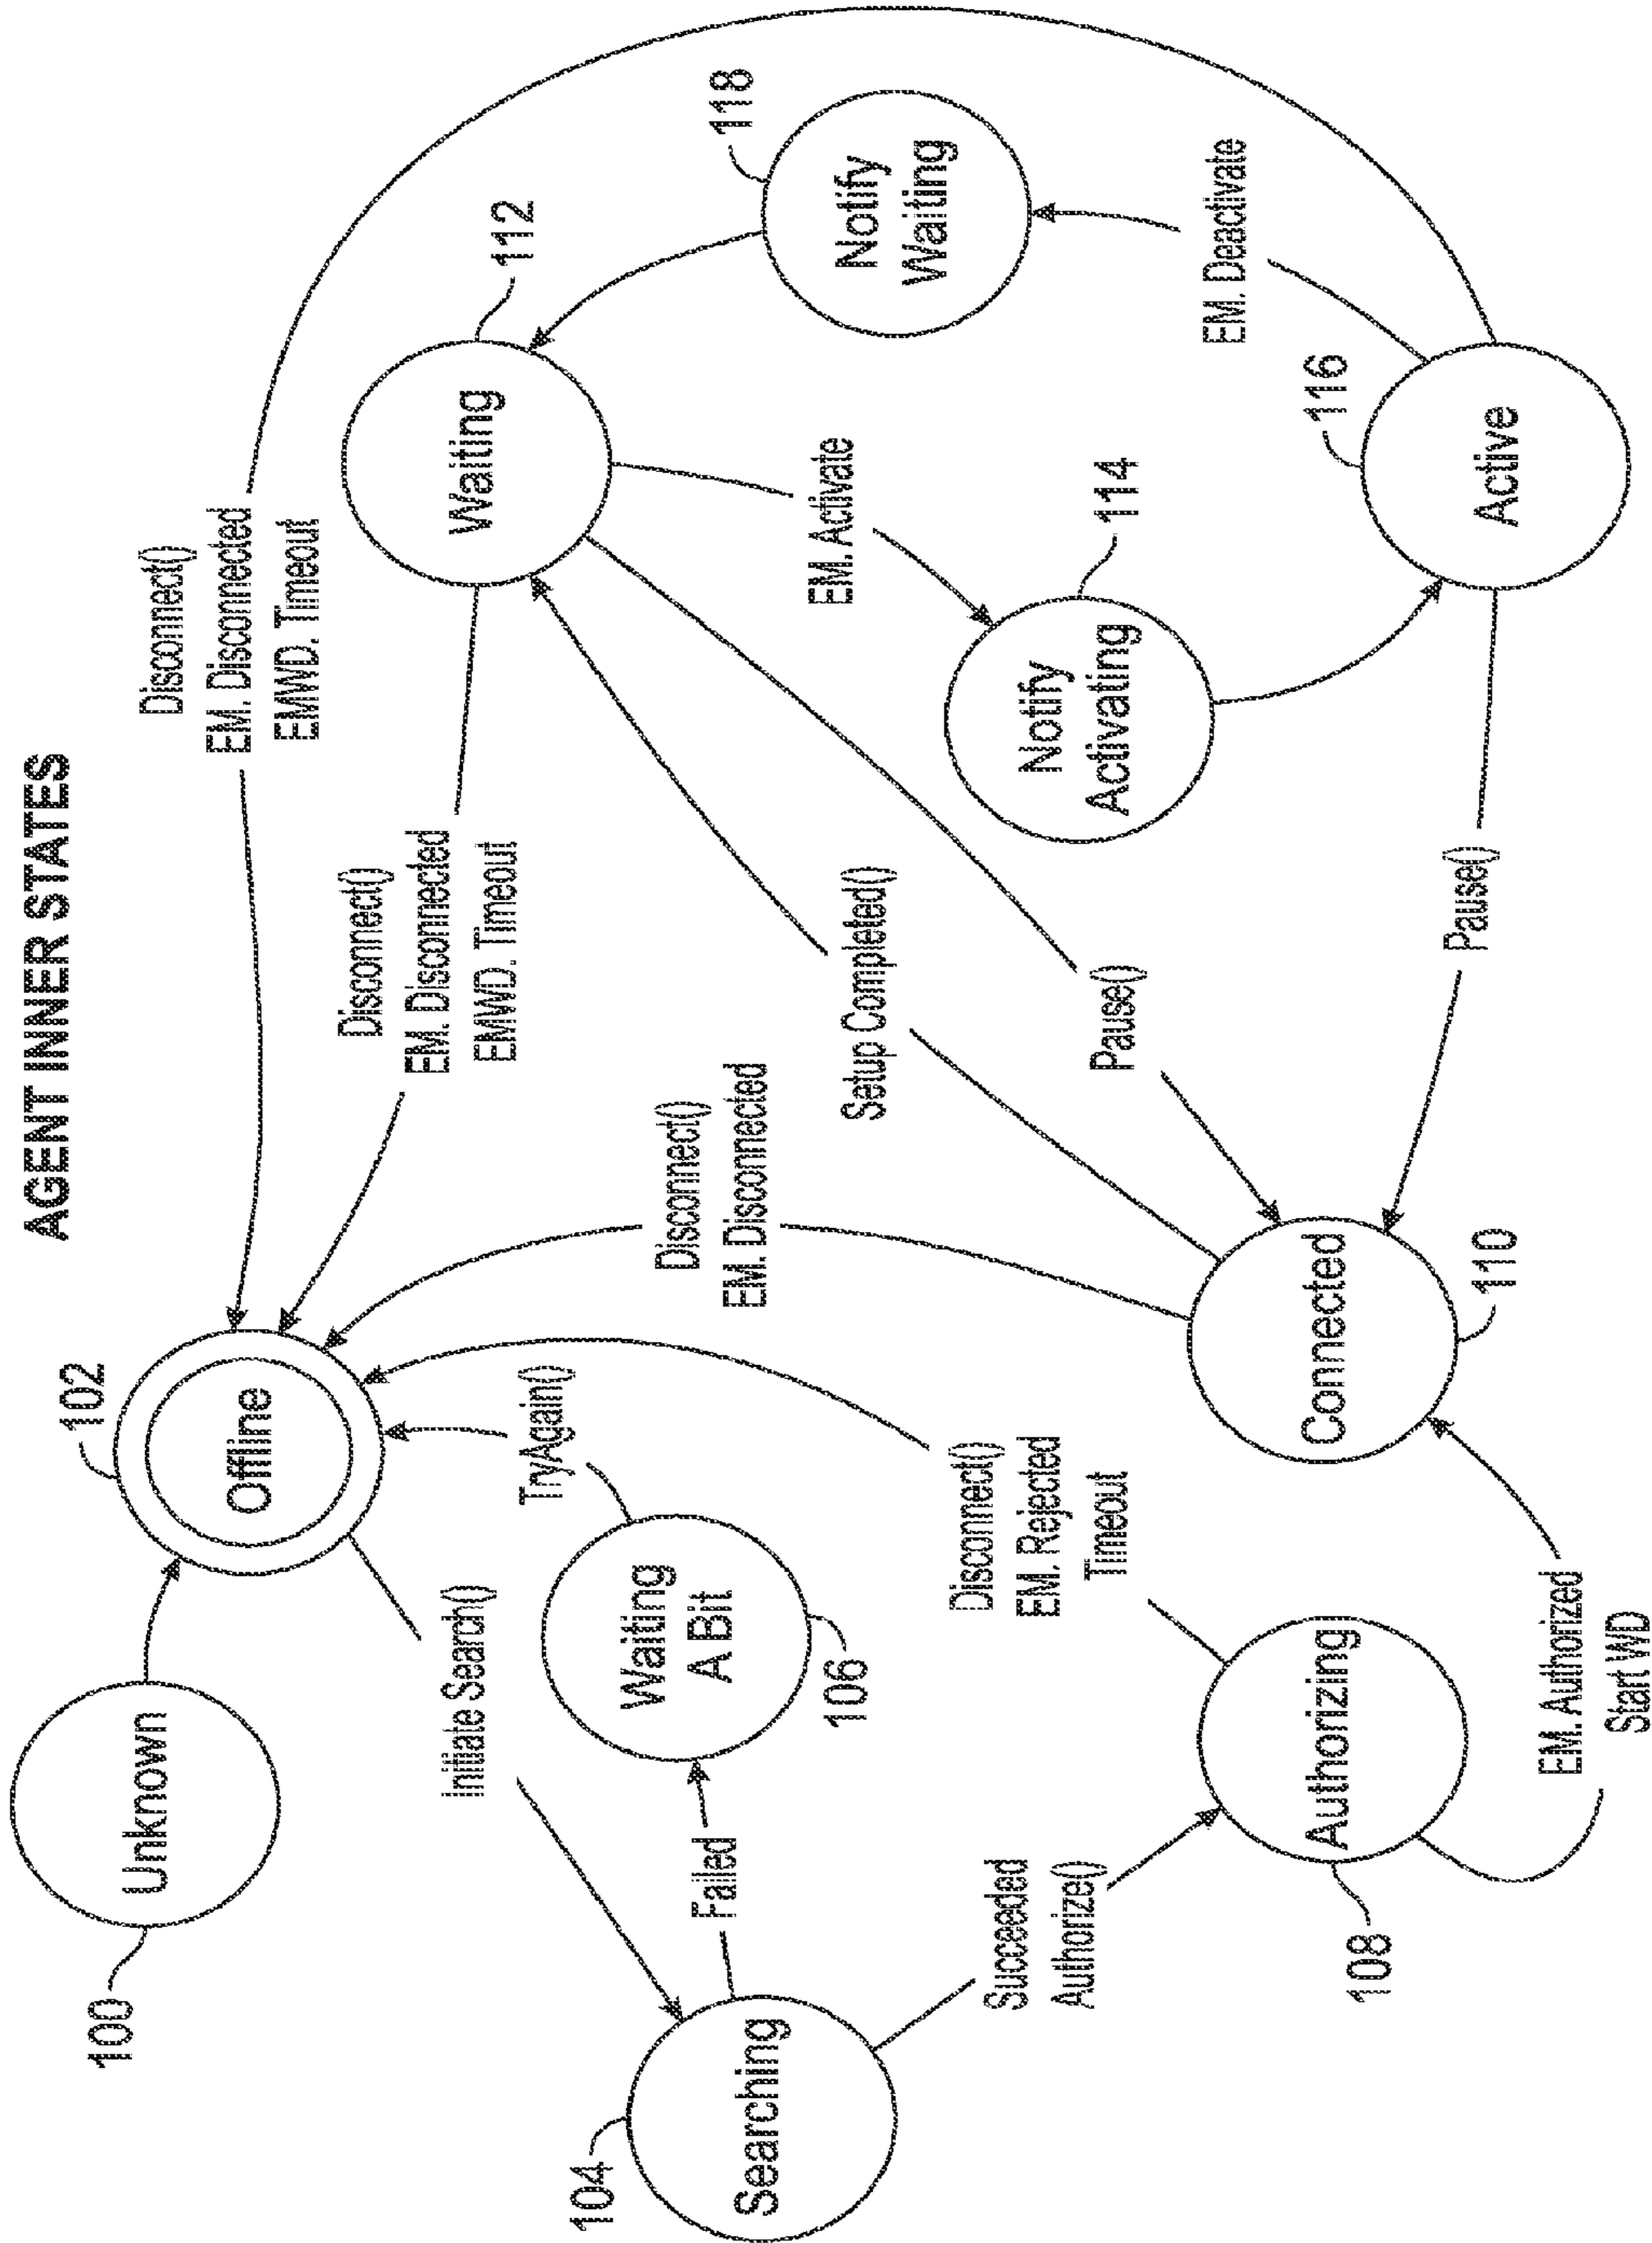 AGENT INNER STATES
100
Unknown
102
Offline
Disconnect()
EM. Disconnected
EMWD. Timeout
Initiate Search()
TryAgain()
Disconnect()
EM. Disconnected
EMWD. Timeout
Waiting
112
104
Searching
Failed
Waiting
A Bit
106
Disconnect()
EM. Disconnected
Setup Completed()
EM. Activate
Notify
Waiting
118
Succeeded
Authorize()
Disconnect()
EM. Rejected
Timeout
Pause()
Notify
Activating
114
EM. Deactivate
108
Authorizing
Connected
110
Pause()
Active
116
EM. Authorized
Start WD